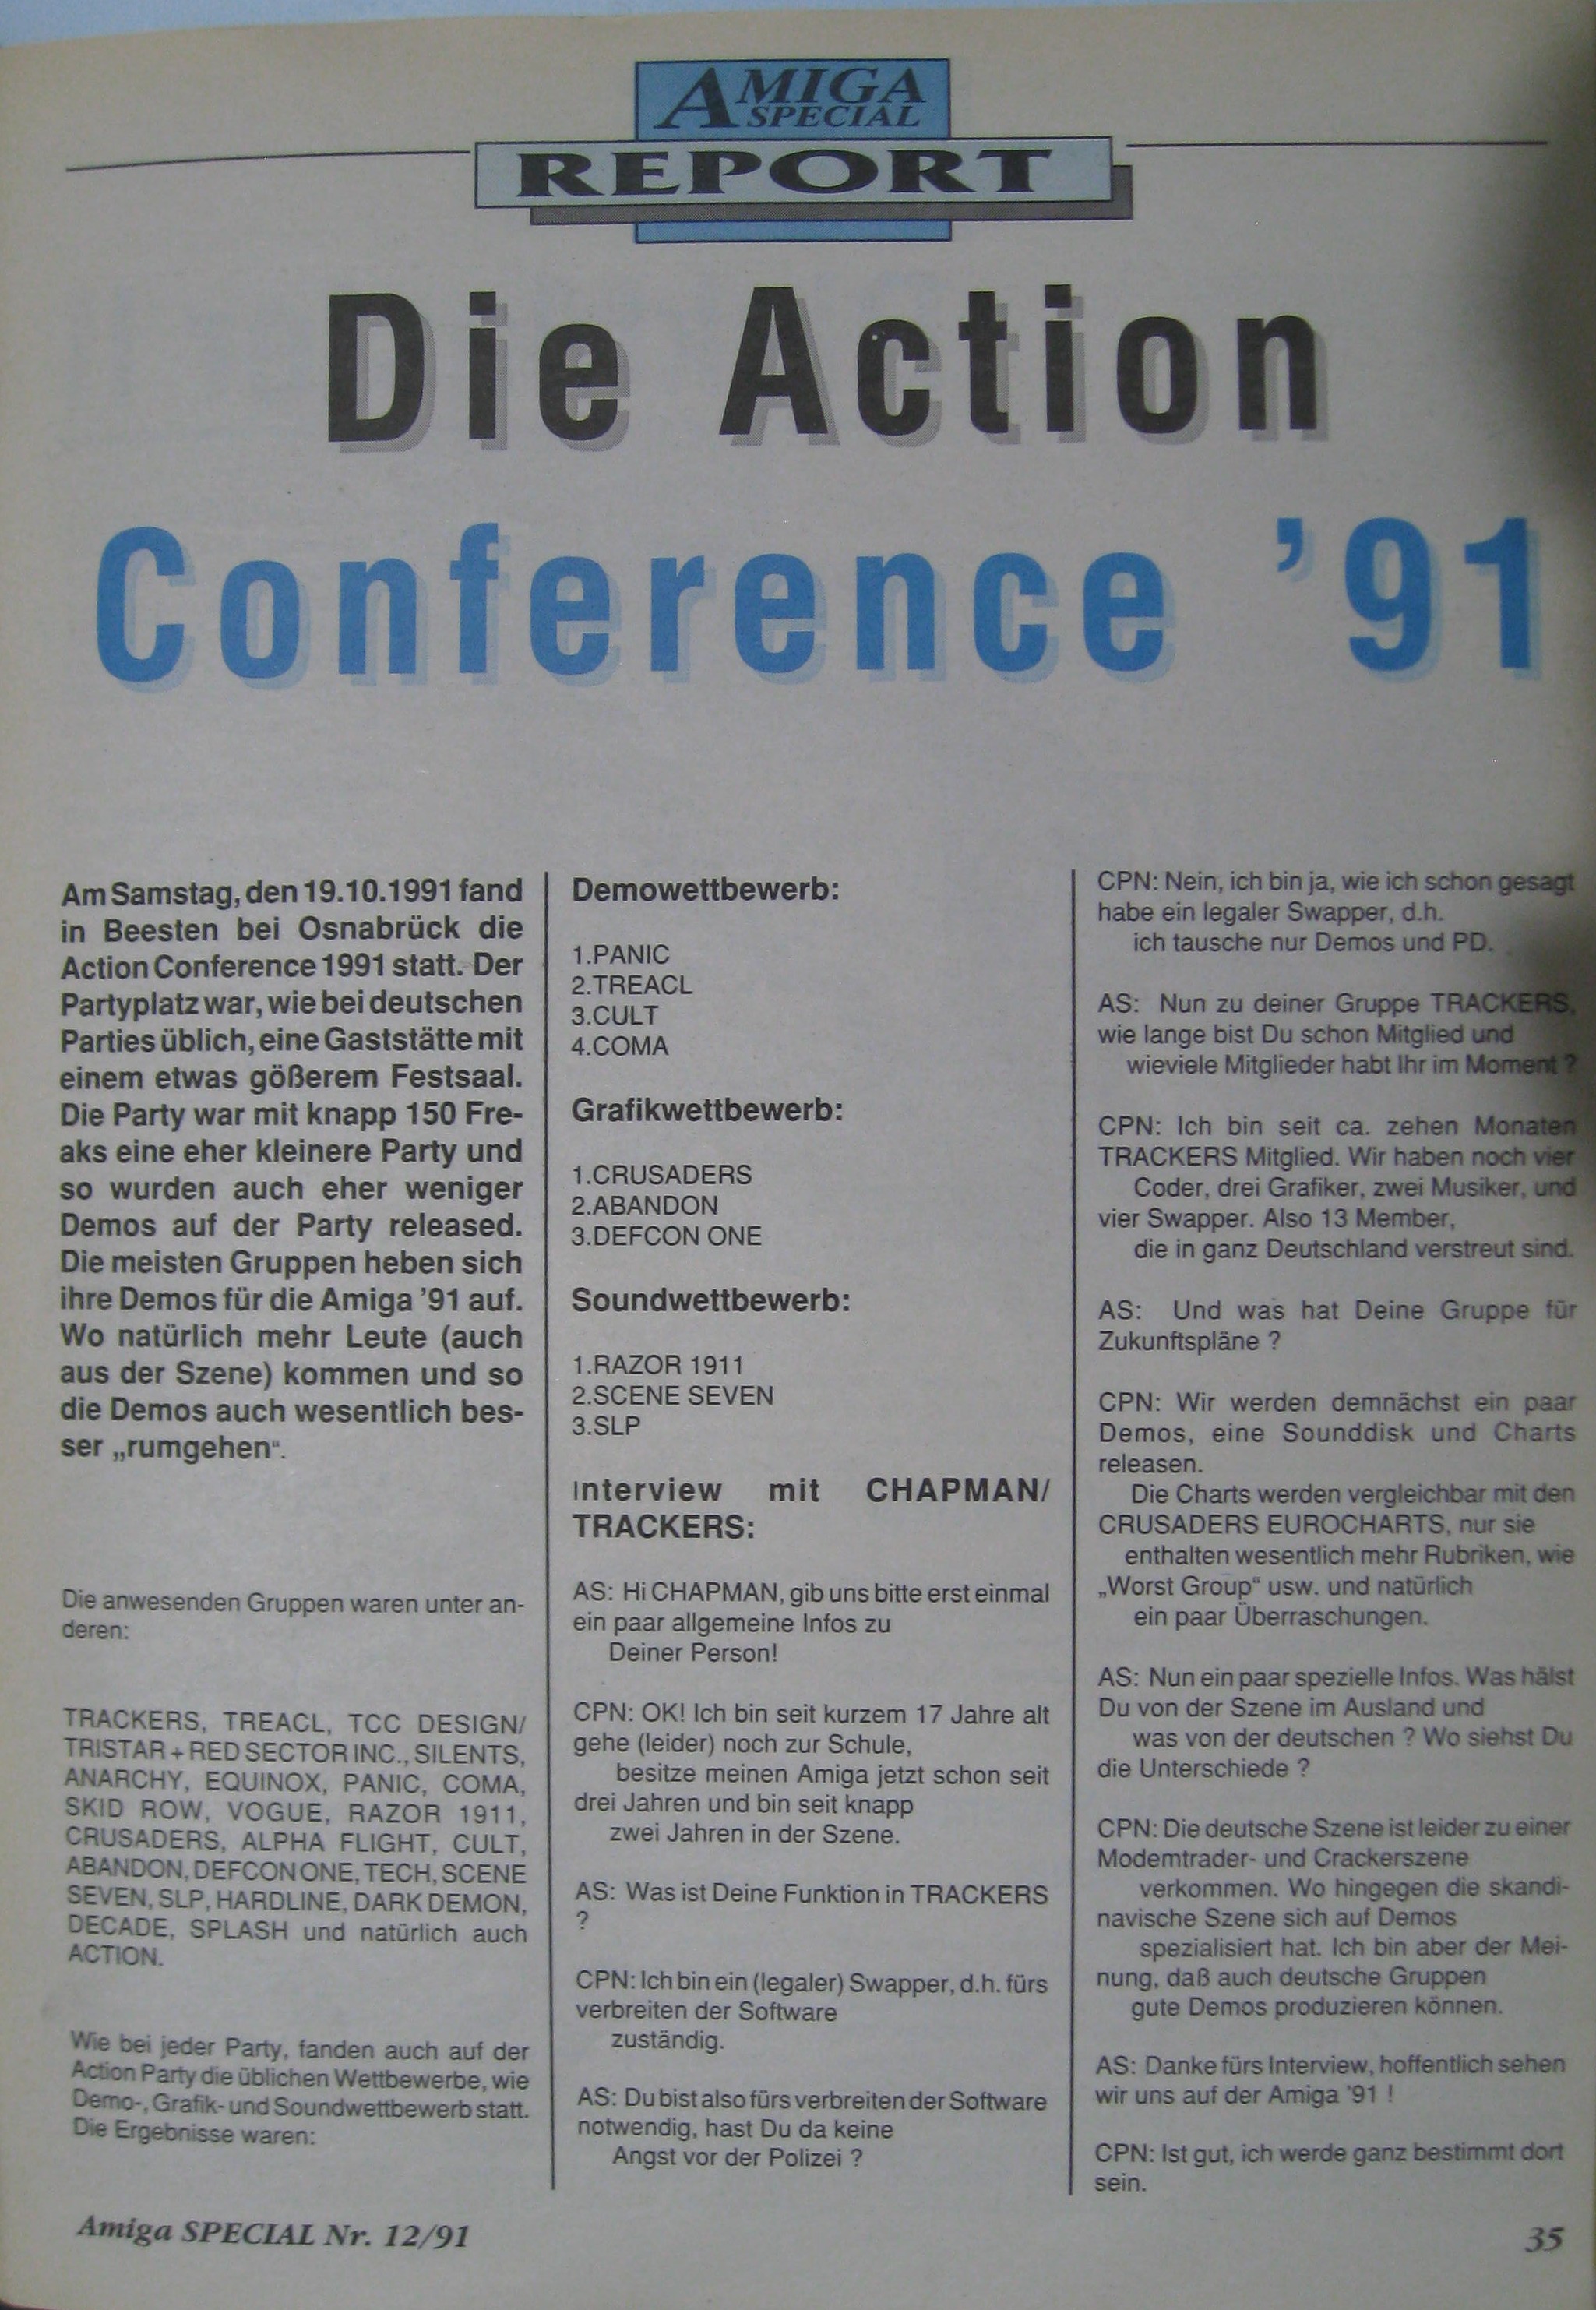 AMIGA
SPECIAL
REPORT
Die Action
Conference '91
Am Samstag, den 19.10.1991 fand
in Beesten bei Osnabrück die
Action Conference 1991 statt. Der
Partyplatz war, wie bei deutschen
Parties üblich, eine Gaststätte mit
einem etwas gößerem Festsaal.
Die Party war mit knapp 150 Fre-
aks eine eher kleinere Party und
so wurden auch eher weniger
Demos auf der Party released.
Die meisten Gruppen heben sich
ihre Demos für die Amiga '91 auf.
Wo natürlich mehr Leute (auch
aus der Szene) kommen und so
die Demos auch wesentlich bes-
ser „rumgehen“.
Die anwesenden Gruppen waren unter an-
deren:
TRACKERS, TREACL, TCC DESIGN/
TRISTAR + RED SECTOR INC., SILENTS,
ANARCHY, EQUINOX, PANIC, COMA,
SKID ROW, VOGUE, RAZOR 1911,
CRUSADERS, ALPHA FLIGHT, CULT,
ABANDON, DEFCON ONE, TECH, SCENE
SEVEN, SLP, HARDLINE, DARK DEMON,
DECADE, SPLASH und natürlich auch
ACTION.
Wie bei jeder Party, fanden auch auf der
Action Party die üblichen Wettbewerbe, wie
Demo-, Grafik- und Soundwettbewerb statt.
Die Ergebnisse waren:
Demowettbewerb:
1.PANIC
2.TREACL
3.CULT
4.COMA
Grafikwettbewerb:
1.CRUSADERS
2.ABANDON
3.DEFCON ONE
Soundwettbewerb:
1.RAZOR 1911
2.SCENE SEVEN
3.SLP
Interview mit CHAPMAN/
TRACKERS:
AS: Hi CHAPMAN, gib uns bitte erst einmal
ein paar allgemeine Infos zu
Deiner Person!
CPN: OK! Ich bin seit kurzem 17 Jahre alt
gehe (leider) noch zur Schule,
besitze meinen Amiga jetzt schon seit
drei Jahren und bin seit knapp
zwei Jahren in der Szene.
AS: Was ist Deine Funktion in TRACKERS
?
CPN: Ich bin ein (legaler) Swapper, d.h. fürs
verbreiten der Software
zuständig.
AS: Du bist also fürs verbreiten der Software
notwendig, hast Du da keine
Angst vor der Polizei ?
CPN: Nein, ich bin ja, wie ich schon gesagt
habe ein legaler Swapper, d.h.
ich tausche nur Demos und PD.
AS: Nun zu deiner Gruppe TRACKERS,
wie lange bist Du schon Mitglied und
wieviele Mitglieder habt Ihr im Moment ?
CPN: Ich bin seit ca. zehen Monaten
TRACKERS Mitglied. Wir haben noch vier
Coder, drei Grafiker, zwei Musiker, und
vier Swapper. Also 13 Member,
die in ganz Deutschland verstreut sind.
AS: Und was hat Deine Gruppe für
Zukunftspläne ?
CPN: Wir werden demnächst ein paar
Demos, eine Sounddisk und Charts
releasen.
Die Charts werden vergleichbar mit den
CRUSADERS EUROCHARTS, nur sie
enthalten wesentlich mehr Rubriken, wie
„Worst Group“ usw. und natürlich
ein paar Überraschungen.
AS: Nun ein paar spezielle Infos. Was hälst
Du von der Szene im Ausland und
was von der deutschen ? Wo siehst Du
die Unterschiede ?
CPN: Die deutsche Szene ist leider zu einer
Modemtrader- und Crackerszene
verkommen. Wo hingegen die skandi-
navische Szene sich auf Demos
spezialisiert hat. Ich bin aber der Mei-
nung, daß auch deutsche Gruppen
gute Demos produzieren können.
AS: Danke fürs Interview, hoffentlich sehen
wir uns auf der Amiga '91 !
CPN: Ist gut, ich werde ganz bestimmt dort
sein.
Amiga SPECIAL Nr. 12/91
35